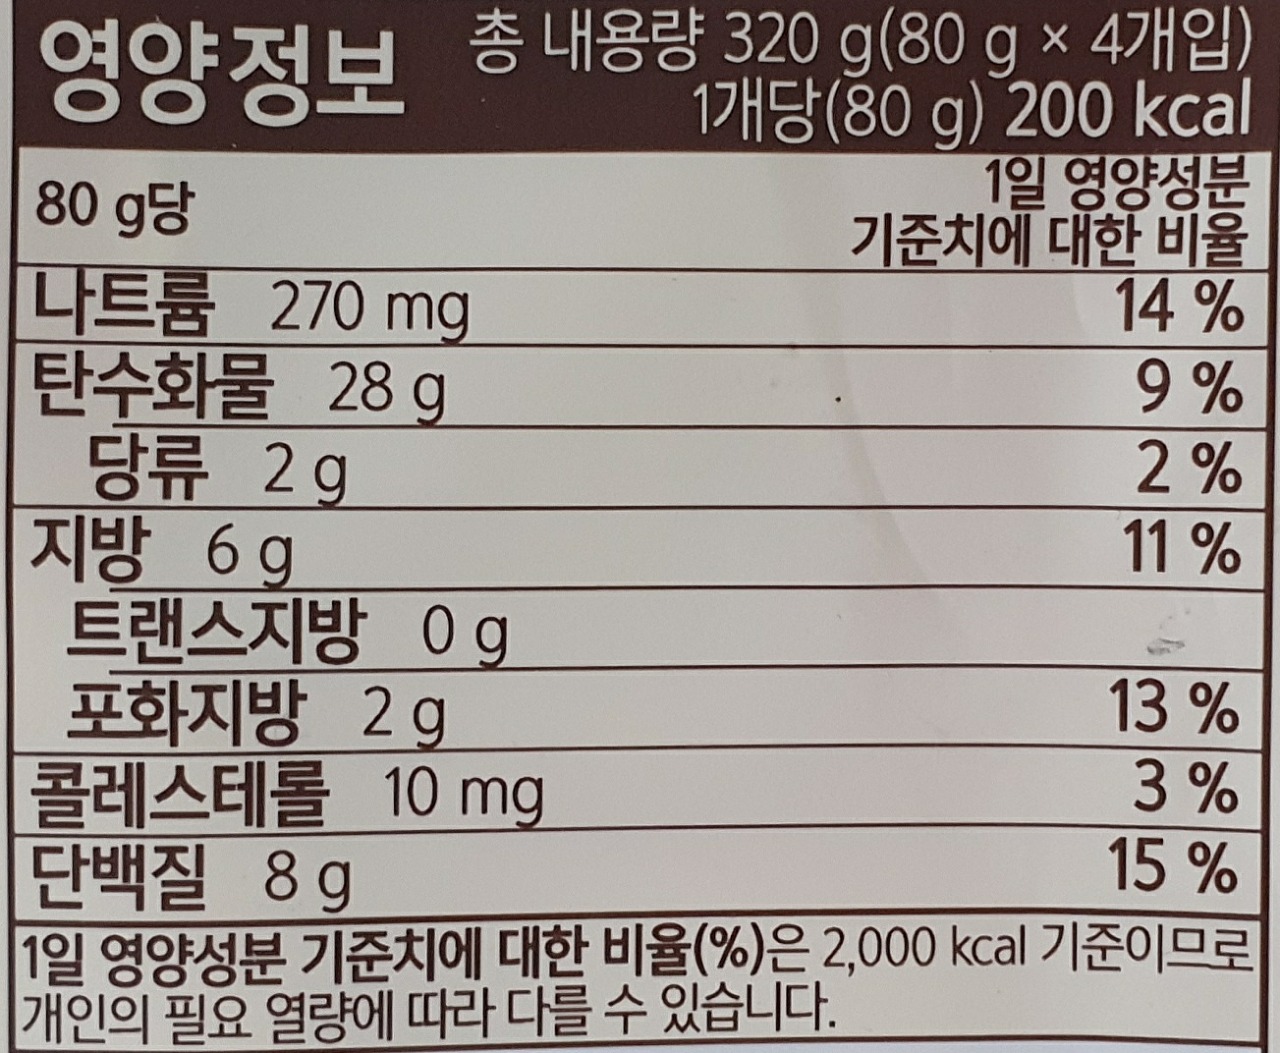 영양정보
총 내용량 320 g(80 g × 4개입)
1개당(80 g) 200 kcal
80 g당
1일 영양성분
기준치에 대한 비율
나트륨 270 mg 14 %
탄수화물 28 g 9 %
당류 2 g 2 %
지방 6 g 11 %
트랜스지방 0 g
포화지방 2 g 13 %
콜레스테롤 10 mg 3 %
단백질 8 g 15 %
1일 영양성분 기준치에 대한 비율(%)은 2,000 kcal 기준이므로
개인의 필요 열량에 따라 다를 수 있습니다.